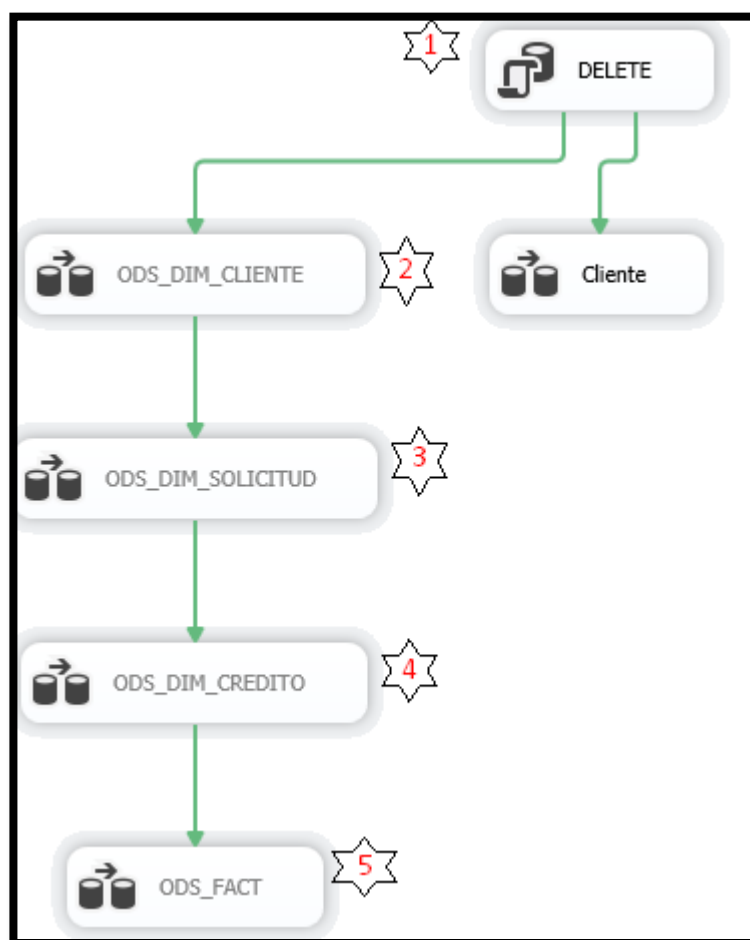 1
DELETE
ODS_DIM_CLIENTE
2
Cliente
ODS_DIM_SOLICITUD
3
ODS_DIM_CREDITO
4
ODS_FACT
5